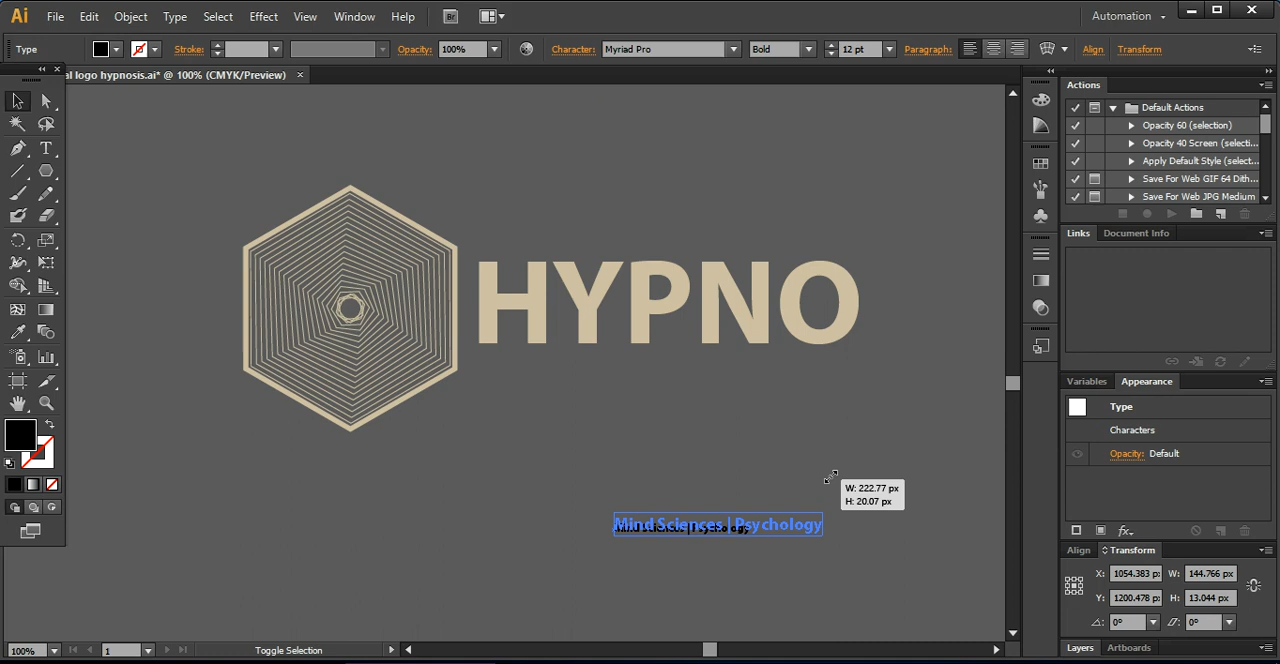 Ai File Edit Object Type Select Effect View Window Help Br Automation
Type Stroke: Opacity: 100% Character: Myriad Pro Bold 12 pt Paragraph: Align Transform
al logo hypnosis.ai* @ 100% (CMYK/Preview)
HYPNO
W: 222.77 px
H: 20.07 px
Mind Sciences | Psychology
Mind Sciences | Psychology
100% 1 Toggle Selection
Actions
Default Actions
Opacity 60 (selection)
Opacity 40 Screen (selecti...
Apply Default Style (select...
Save For Web GIF 64 Dith...
Save For Web JPG Medium
Links Document Info
Variables Appearance
Type
Characters
Opacity: Default
fx
Align Transform
X: 1054.383 px W: 144.766 px
Y: 1200.478 px H: 13.044 px
0° 0°
Layers Artboards